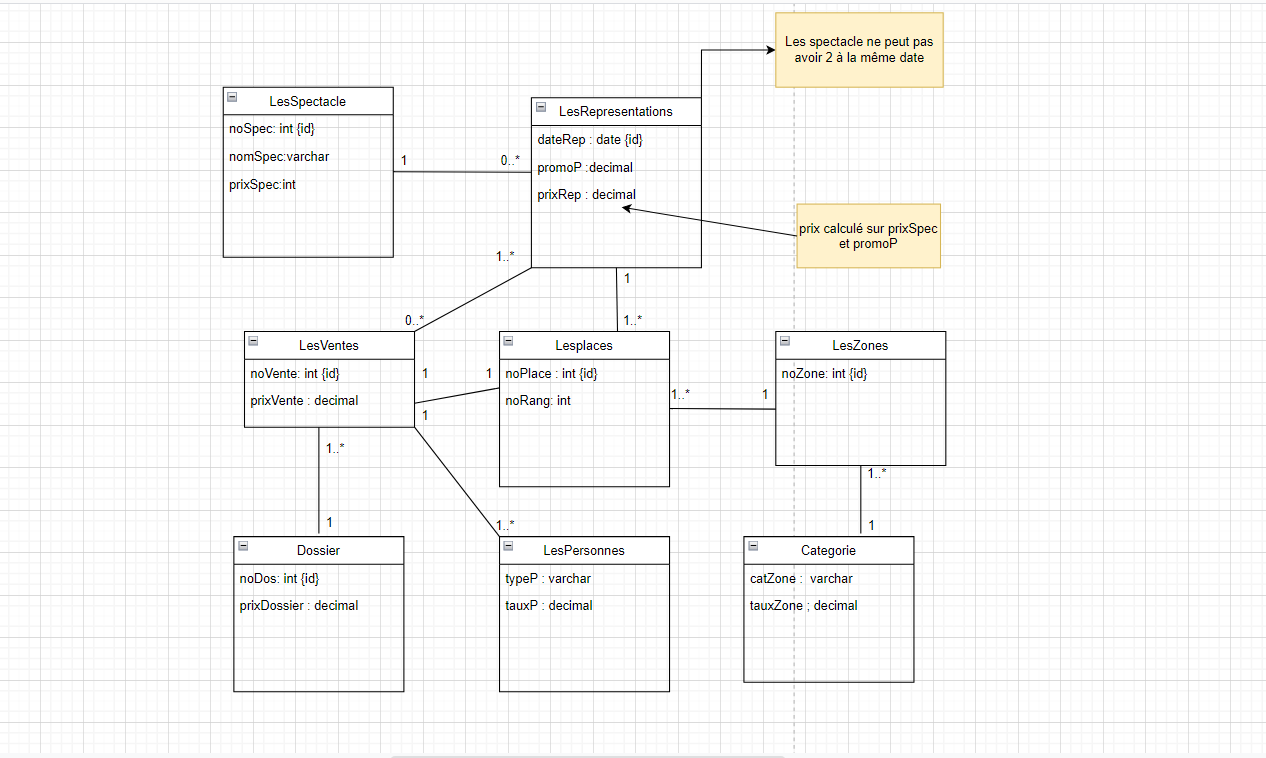 Les spectacle ne peut pas
avoir 2 à la même date
LesSpectacle
noSpec: int {id}
nomSpec:varchar
prixSpec:int
1
0..*
LesRepresentations
dateRep : date {id}
promoP :decimal
prixRep : decimal
prix calculé sur prixSpec
et promoP
1..*
0..*
1
1..*
LesVentes
noVente: int {id}
prixVente : decimal
1
1
1
Lesplaces
noPlace : int {id}
noRang: int
1..*
1
LesZones
noZone: int {id}
1..*
1
1..*
1..*
1
Dossier
noDos: int {id}
prixDossier : decimal
LesPersonnes
typeP : varchar
tauxP : decimal
Categorie
catZone : varchar
tauxZone ; decimal